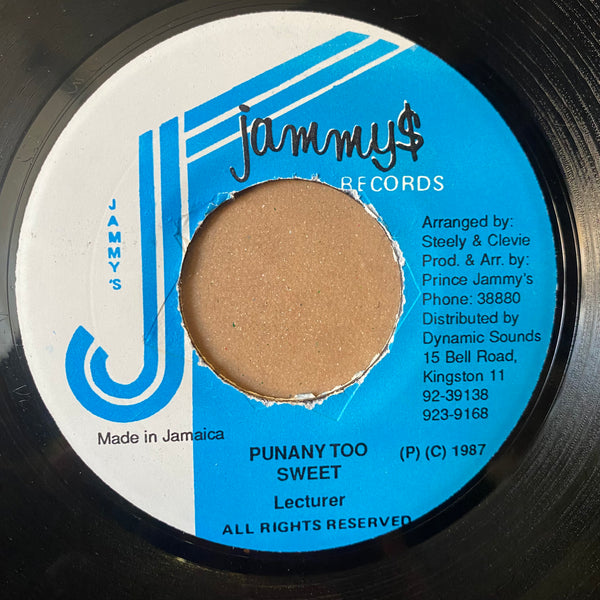 jammy$
RECORDS
JAMMY'S
Arranged by:
Steely & Clevie
Prod. & Arr. by:
Prince Jammy's
Phone: 38880
Distributed by
Dynamic Sounds
15 Bell Road,
Kingston 11
92-39138
923-9168
Made in Jamaica
PUNANY TOO
SWEET
(P) (C) 1987
Lecturer
ALL RIGHTS RESERVED